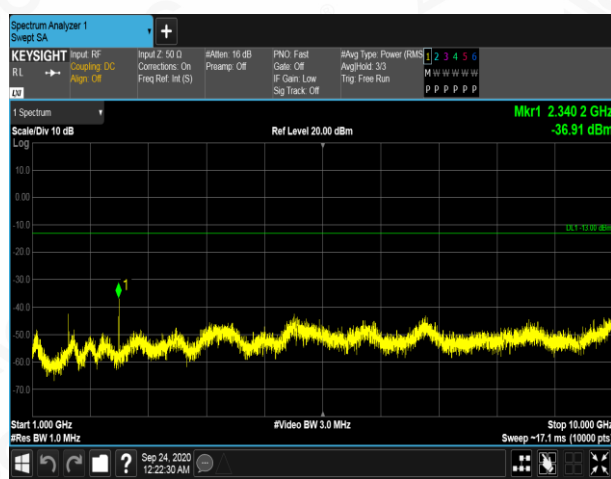 Spectrum Analyzer 1
Swept SA
KEYSIGHT
RL
LXI
Input: RF
Coupling: DC
Align: Off
Input Z: 50 Ω
Corrections: On
Freq Ref: Int (S)
#Atten: 16 dB
Preamp: Off
PNO: Fast
Gate: Off
IF Gain: Low
Sig Track: Off
#Avg Type: Power (RMS
Avg|Hold: 3/3
Trig: Free Run
1 2 3 4 5 6
M W W W W W
P P P P P P
1 Spectrum
Mkr1 2.340 2 GHz
Scale/Div 10 dB
Ref Level 20.00 dBm
-36.91 dBm
Log
10.0
0.00
-10.0
DL1 -13.00 dBm
-20.0
-30.0
1
-40.0
-50.0
-60.0
-70.0
Start 1.000 GHz
#Video BW 3.0 MHz
Stop 10.000 GHz
#Res BW 1.0 MHz
Sweep ~17.1 ms (10000 pts
?
Sep 24, 2020
12:22:30 AM